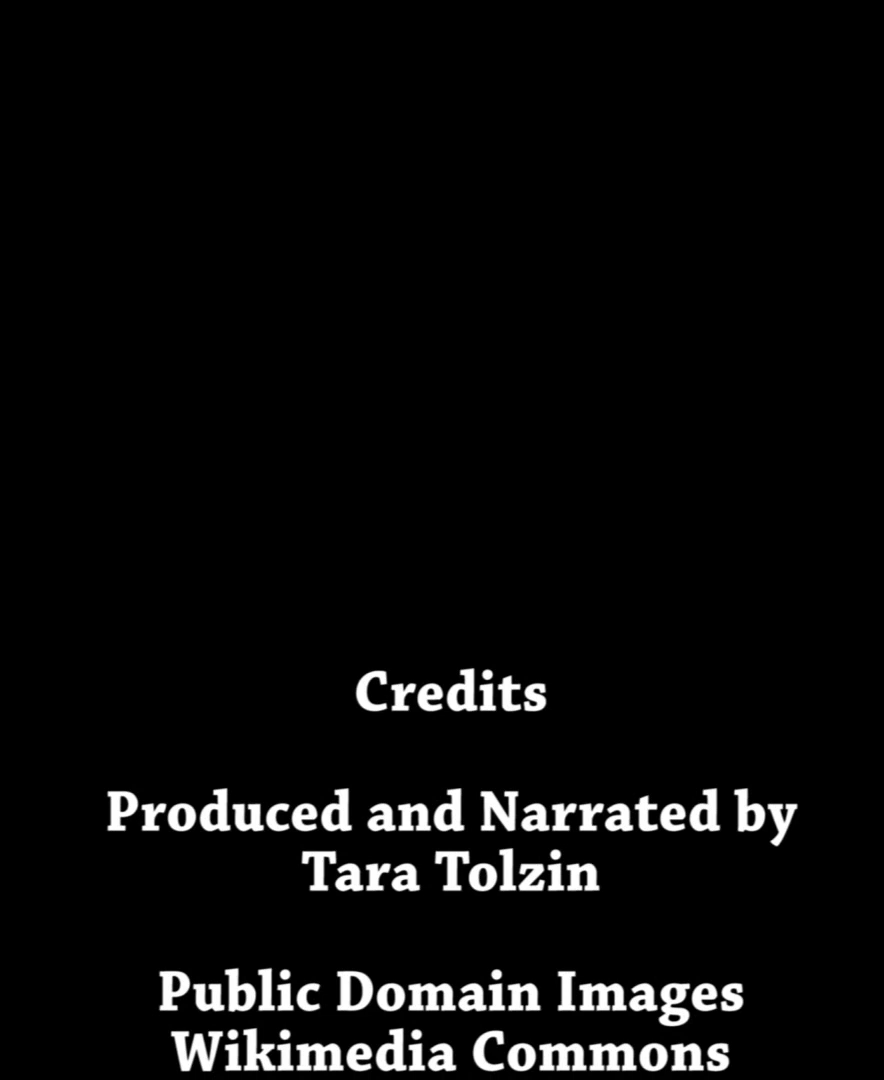 Credits
Produced and Narrated by
Tara Tolzin
Public Domain Images
Wikimedia Commons